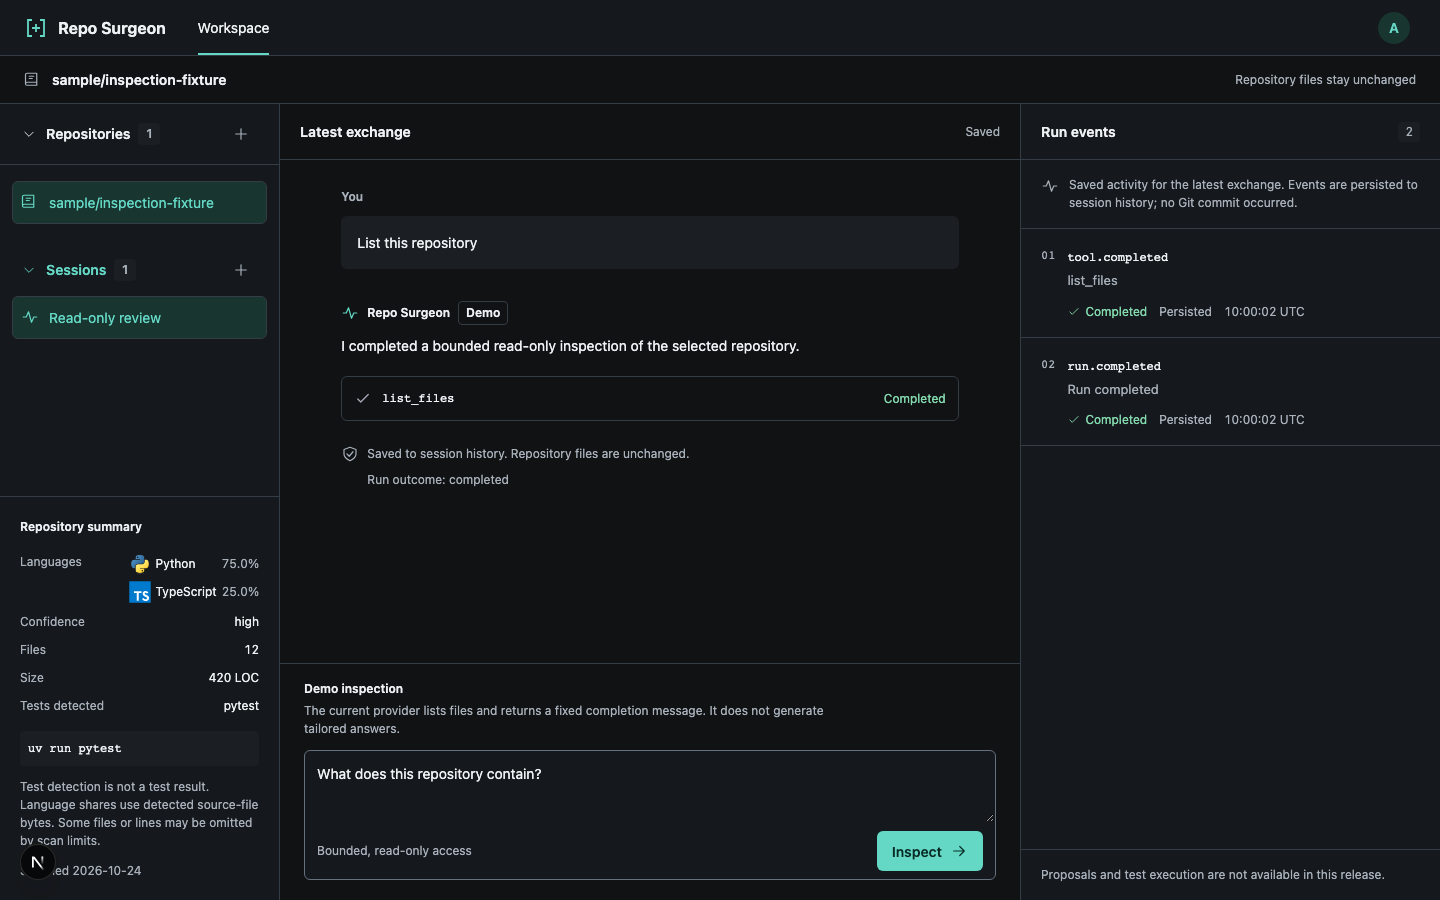 [+] Repo Surgeon
Workspace
A
sample/inspection-fixture
Repository files stay unchanged
Repositories 1
sample/inspection-fixture
Sessions 1
Read-only review
Repository summary
Languages
Python 75.0%
TS TypeScript 25.0%
Confidence high
Files 12
Size 420 LOC
Tests detected pytest
uv run pytest
Test detection is not a test result.
Language shares use detected source-file
bytes. Some files or lines may be omitted
by scan limits.
N
2026-10-24
Latest exchange
Saved
You
List this repository
Repo Surgeon Demo
I completed a bounded read-only inspection of the selected repository.
list_files Completed
Saved to session history. Repository files are unchanged.
Run outcome: completed
Demo inspection
The current provider lists files and returns a fixed completion message. It does not generate
tailored answers.
What does this repository contain?
Bounded, read-only access
Inspect
Run events 2
Saved activity for the latest exchange. Events are persisted to
session history; no Git commit occurred.
01 tool.completed
list_files
Completed Persisted 10:00:02 UTC
02 run.completed
Run completed
Completed Persisted 10:00:02 UTC
Proposals and test execution are not available in this release.